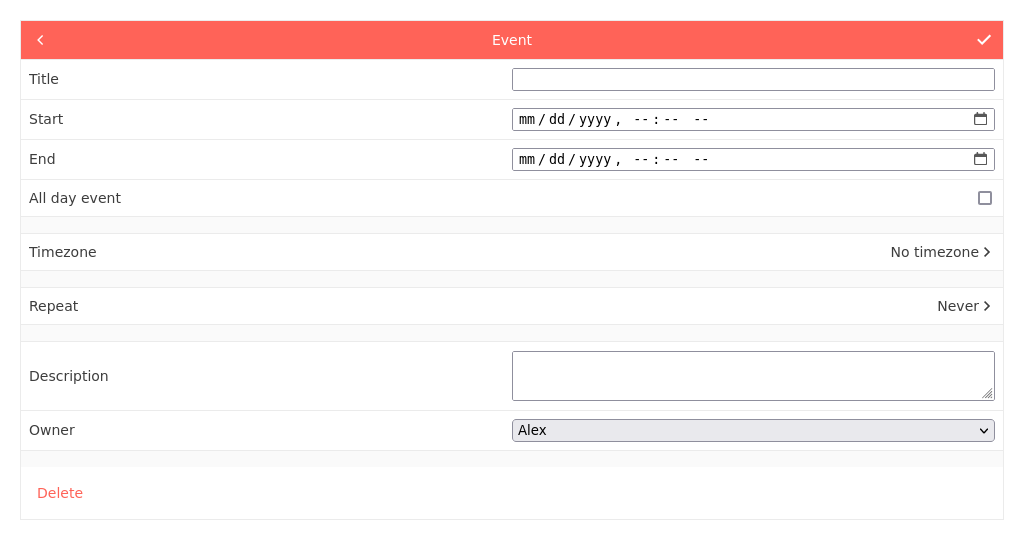 Event
Title
Start mm/dd/yyyy, --:-- --
End mm/dd/yyyy, --:-- --
All day event
Timezone No timezone
Repeat Never
Description
Owner Alex
Delete